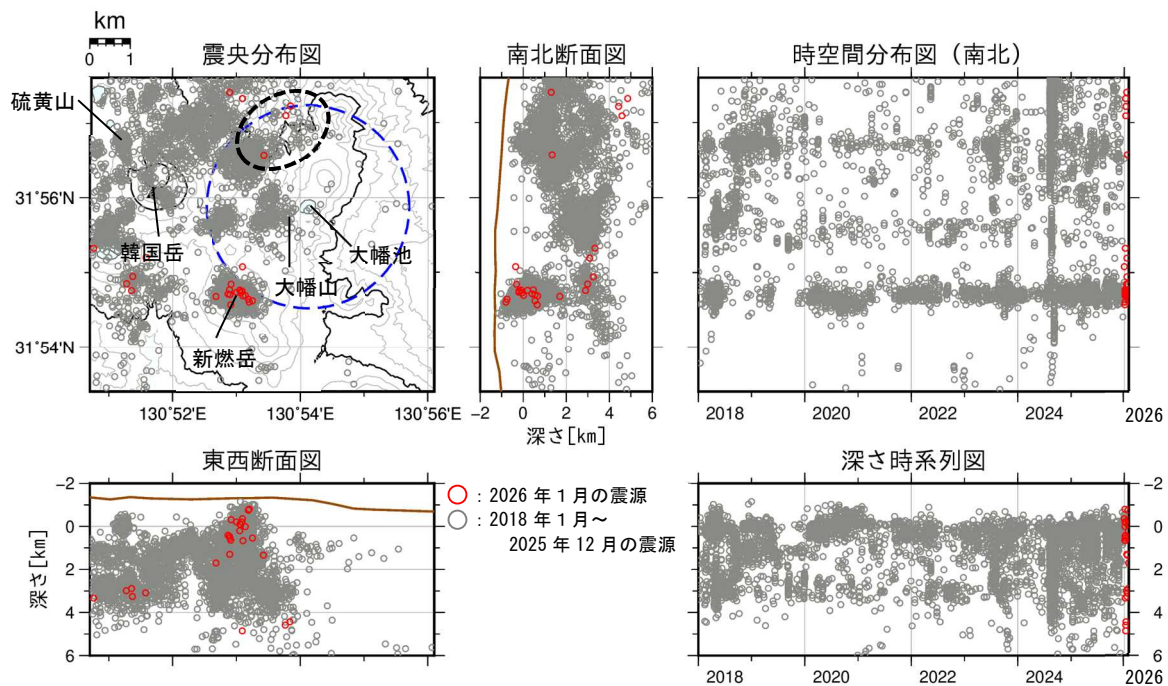 km
0 1
震央分布図
南北断面図
時空間分布図（南北）
硫黄山
31°56'N
韓国岳
大幡池
大幡山
31°54'N
新燃岳
130°52'E
130°54'E
130°56'E
-2 0 2 4 6
深さ[km]
2018 2020 2022 2024 2026
東西断面図
深さ時系列図
-2
0
2
4
6
深さ[km]
：2026 年１月の震源
：2018 年１月～
2025 年 12 月の震源
-2
0
2
4
6
2018 2020 2022 2024 2026